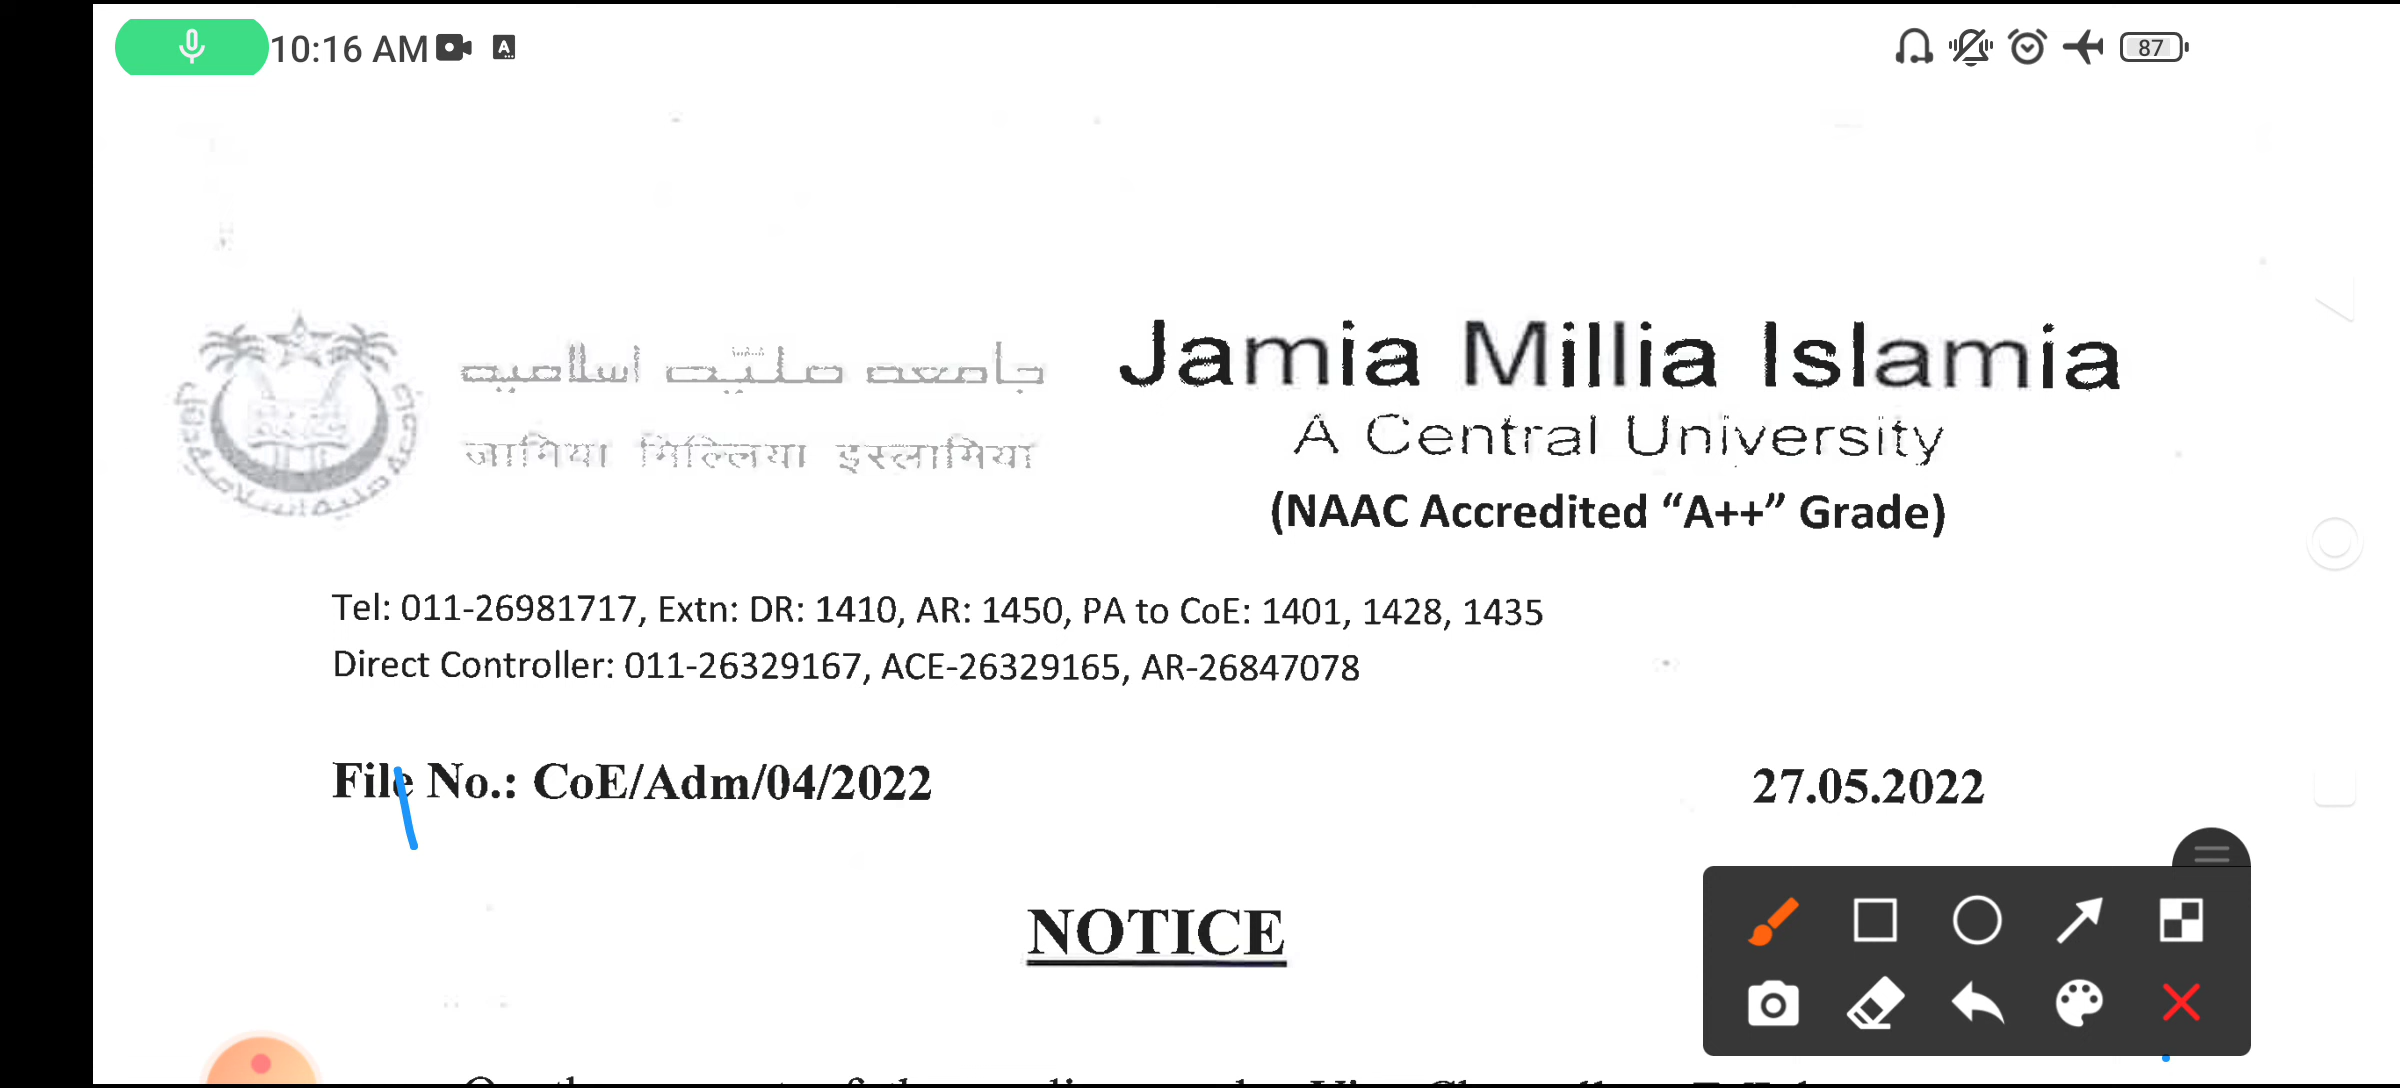 10:16 AM
87
جامعہ ملیہ اسلامیہ
जामिया मिल्लिया इस्लामिया
Jamia Millia Islamia
A Central University
(NAAC Accredited “A++” Grade)
Tel: 011-26981717, Extn: DR: 1410, AR: 1450, PA to CoE: 1401, 1428, 1435
Direct Controller: 011-26329167, ACE-26329165, AR-26847078
File No.: CoE/Adm/04/2022
27.05.2022
NOTICE